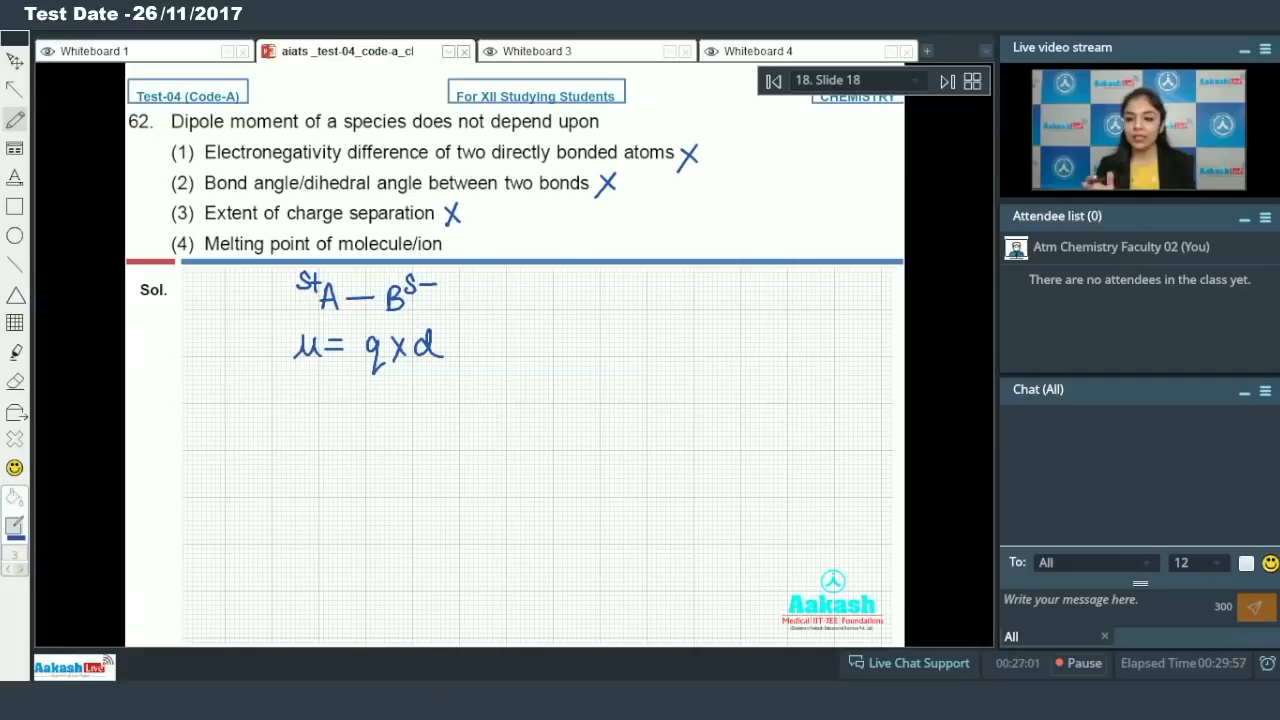 Test Date -26/11/2017
Whiteboard 1
aiats _test-04_code-a_cl
Whiteboard 3
Whiteboard 4
Live video stream
18. Slide 18
Test-04 (Code-A)
For XII Studying Students
CHEMISTRY
62. Dipole moment of a species does not depend upon
(1) Electronegativity difference of two directly bonded atoms X
(2) Bond angle/dihedral angle between two bonds X
(3) Extent of charge separation X
(4) Melting point of molecule/ion
Sol.
δ+ A — B δ−
μ = q × d
Attendee list (0)
Atm Chemistry Faculty 02 (You)
There are no attendees in the class yet.
Chat (All)
To: All 12
Write your message here.
300
All
Aakash
Medical|IIT-JEE|Foundations
AakashLive
3
Live Chat Support
00:27:01
Pause
Elapsed Time 00:29:57